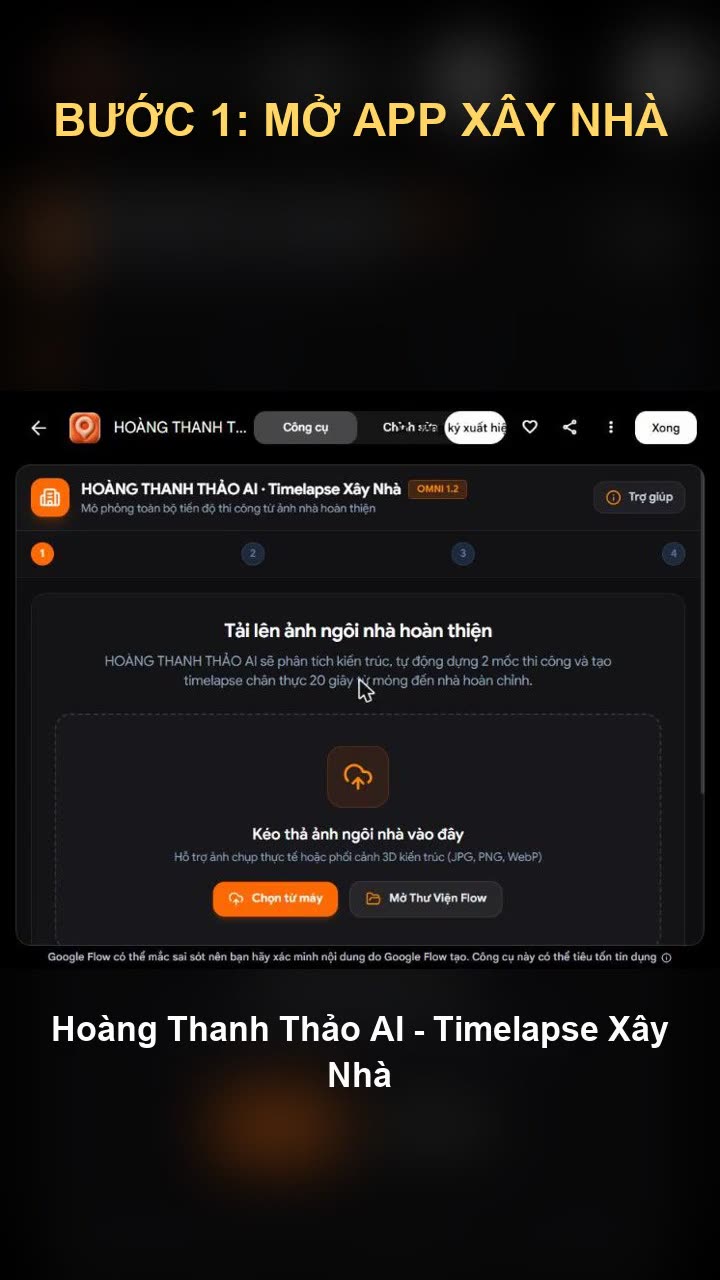 BƯỚC 1: MỞ APP XÂY NHÀ
HOÀNG THANH T...
Công cụ
Chỉnh sửa
ký xuất hiệ
Xong
HOÀNG THANH THẢO AI · Timelapse Xây Nhà
OMNI 1.2
Mô phỏng toàn bộ tiến độ thi công từ ảnh nhà hoàn thiện
Trợ giúp
1
2
3
4
Tải lên ảnh ngôi nhà hoàn thiện
HOÀNG THANH THẢO AI sẽ phân tích kiến trúc, tự động dựng 2 mốc thi công và tạo
timelapse chân thực 20 giây từ móng đến nhà hoàn chỉnh.
Kéo thả ảnh ngôi nhà vào đây
Hỗ trợ ảnh chụp thực tế hoặc phối cảnh 3D kiến trúc (JPG, PNG, WebP)
Chọn từ máy
Mở Thư Viện Flow
Google Flow có thể mắc sai sót nên bạn hãy xác minh nội dung do Google Flow tạo. Công cụ này có thể tiêu tốn tín dụng
Hoàng Thanh Thảo AI - Timelapse Xây
Nhà